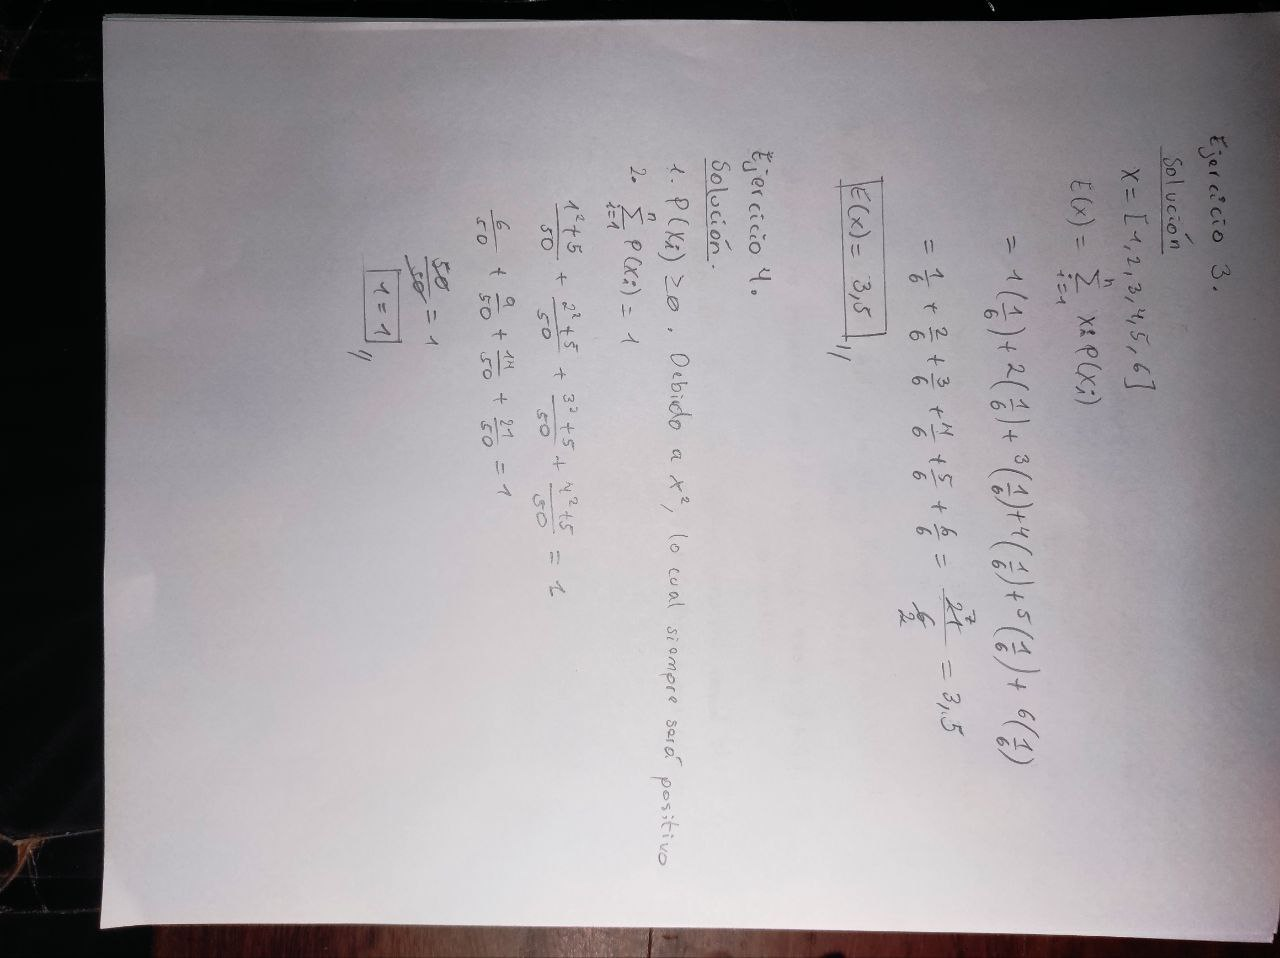 Ejercicio 3.
Solución
X = [1, 2, 3, 4, 5, 6]
E(x) = n∑i=1 xi P(xi)
= 1(1/6) + 2(1/6) + 3(1/6) + 4(1/6) + 5(1/6) + 6(1/6)
= 1/6 + 2/6 + 3/6 + 4/6 + 5/6 + 6/6 = 21/6 7/2 = 3,5
E(x) = 3,5 //
Ejercicio 4.
Solución.
1. P(xi) ≥ 0. Debido a x², lo cual siempre será positivo
2. n∑i=1 P(xi) = 1
1²+5/50 + 2²+5/50 + 3²+5/50 + 4²+5/50 = 1
6/50 + 9/50 + 14/50 + 21/50 = 1
50/50 = 1
1 = 1 //